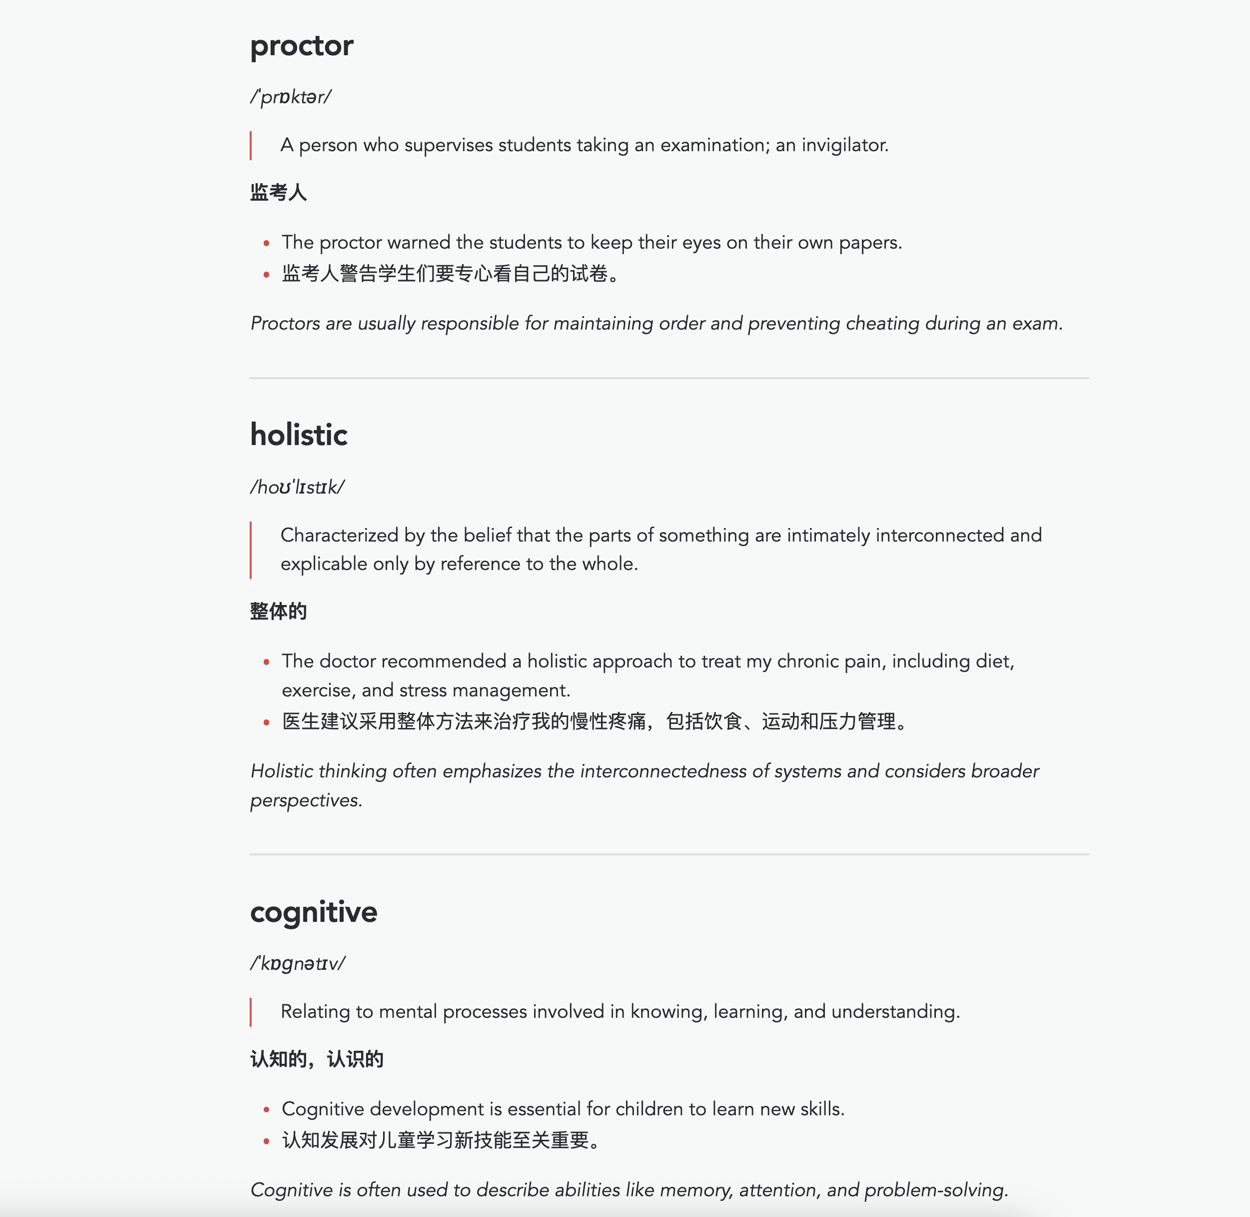 proctor
/ˈprɒktər/
A person who supervises students taking an examination; an invigilator.
监考人
• The proctor warned the students to keep their eyes on their own papers.
• 监考人警告学生们要专心看自己的试卷。
Proctors are usually responsible for maintaining order and preventing cheating during an exam.
holistic
/hoʊˈlɪstɪk/
Characterized by the belief that the parts of something are intimately interconnected and
explicable only by reference to the whole.
整体的
• The doctor recommended a holistic approach to treat my chronic pain, including diet,
exercise, and stress management.
• 医生建议采用整体方法来治疗我的慢性疼痛，包括饮食、运动和压力管理。
Holistic thinking often emphasizes the interconnectedness of systems and considers broader
perspectives.
cognitive
/ˈkɒɡnətɪv/
Relating to mental processes involved in knowing, learning, and understanding.
认知的，认识的
• Cognitive development is essential for children to learn new skills.
• 认知发展对儿童学习新技能至关重要。
Cognitive is often used to describe abilities like memory, attention, and problem-solving.